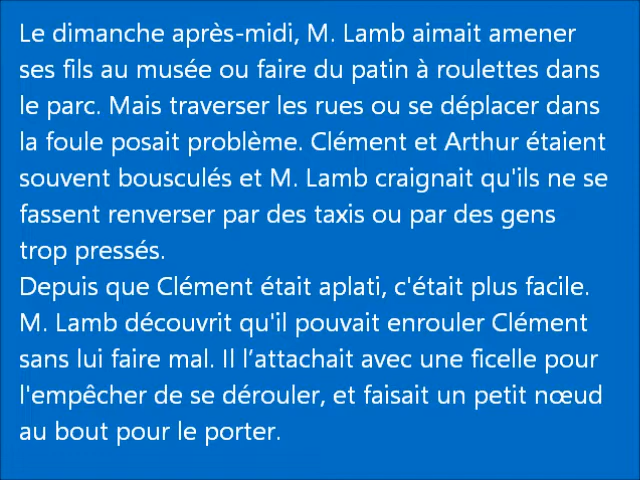 Le dimanche après-midi, M. Lamb aimait amener
ses fils au musée ou faire du patin à roulettes dans
le parc. Mais traverser les rues ou se déplacer dans
la foule posait problème. Clément et Arthur étaient
souvent bousculés et M. Lamb craignait qu'ils ne se
fassent renverser par des taxis ou par des gens
trop pressés.
Depuis que Clément était aplati, c'était plus facile.
M. Lamb découvrit qu'il pouvait enrouler Clément
sans lui faire mal. Il l’attachait avec une ficelle pour
l'empêcher de se dérouler, et faisait un petit nœud
au bout pour le porter.